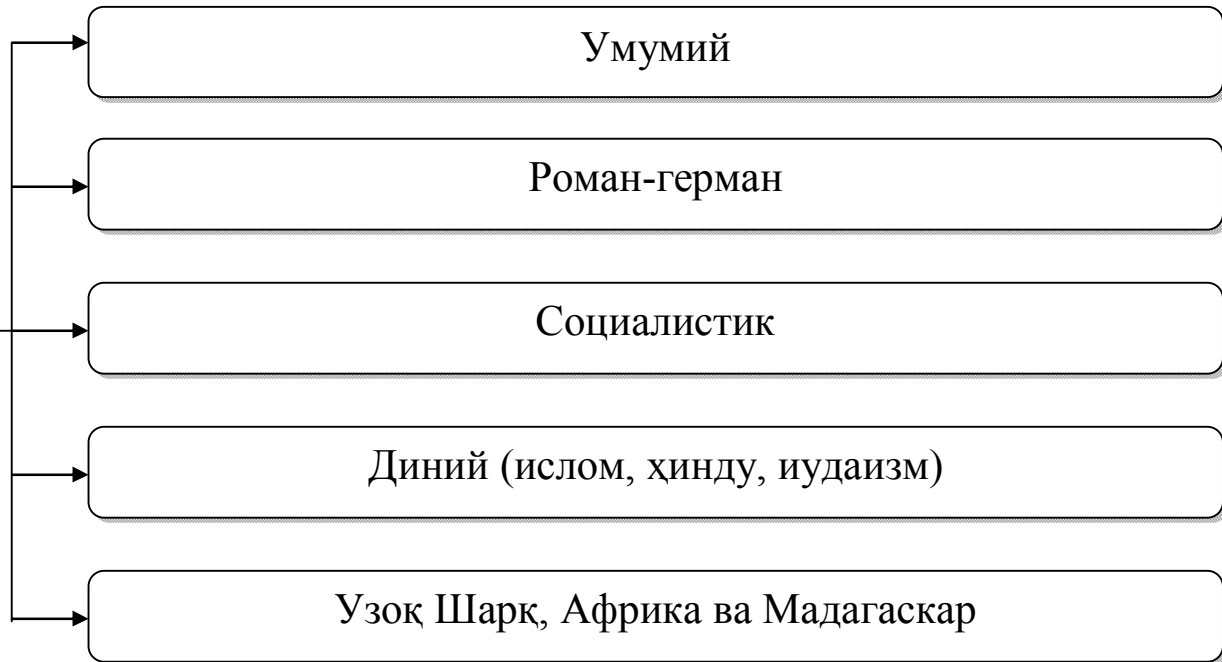 Умумий
Роман-герман
Социалистик
Диний (ислом, ҳинду, иудаизм)
Узоқ Шарқ, Африка ва Мадагаскар